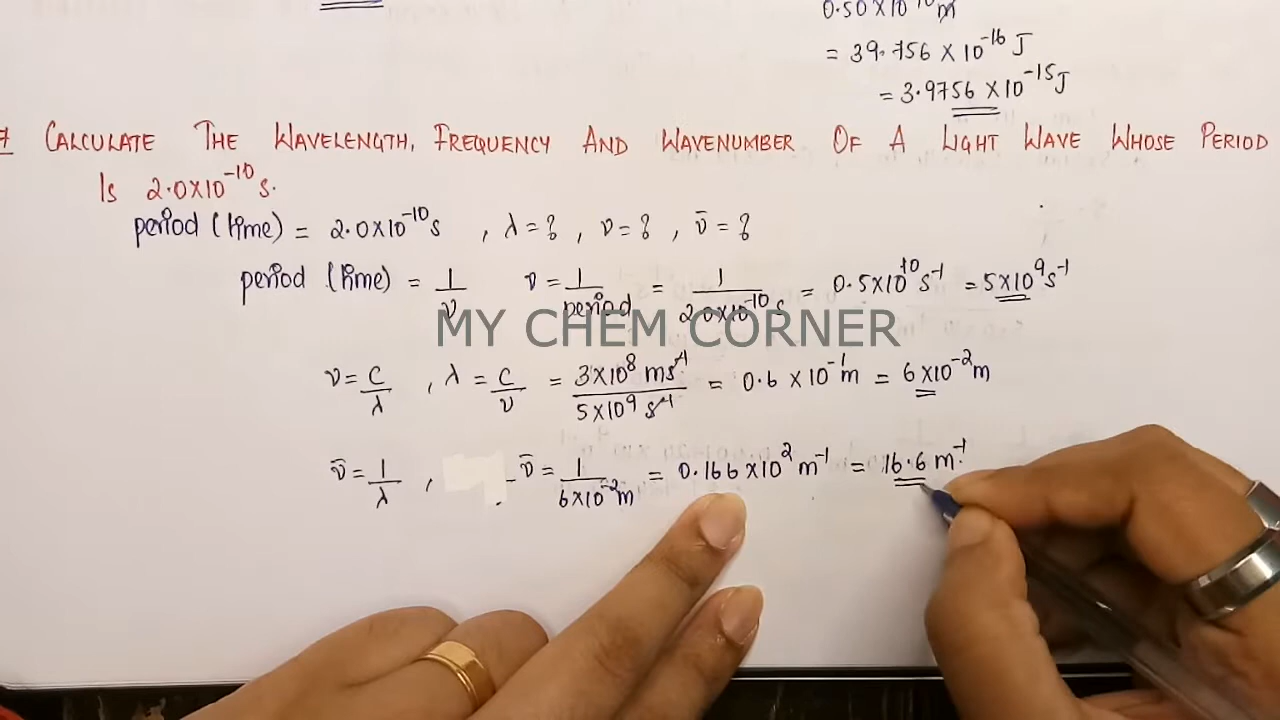 0.50 X 10 m
= 39.756 X 10⁻¹⁶ J
= 3.9756 X 10⁻¹⁵ J
7 CALCULATE THE WAVELENGTH, FREQUENCY AND WAVENUMBER OF A LIGHT WAVE WHOSE PERIOD
IS 2.0X10⁻¹⁰ s.
period (time) = 2.0X10⁻¹⁰s , λ = ? , ν = ? , ν̄ = ?
period (time) = 1/ν ν = 1/period = 1/2.0X10⁻¹⁰ s = 0.5X10¹⁰ s⁻¹ = 5X10⁹ s⁻¹
MY CHEM CORNER
ν = c/λ , λ = c/ν = 3X10⁸ ms⁻¹/5X10⁹ s⁻¹ = 0.6 X 10⁻¹ m = 6X10⁻² m
ν̄ = 1/λ , ν̄ = 1/6X10⁻² m = 0.166 X10² m⁻¹ = 16.6 m⁻¹